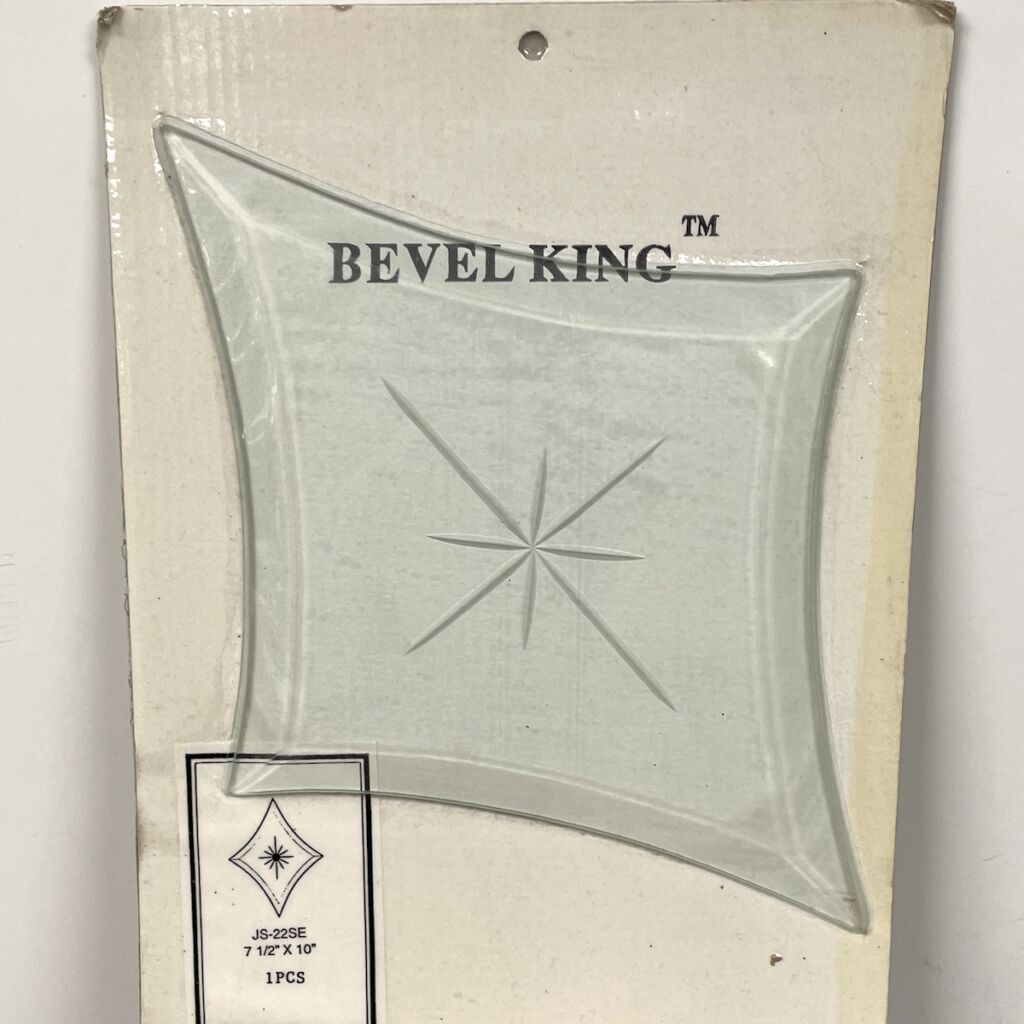 BEVEL KING™
JS-22SE
7 1/2" X 10"
1PCS